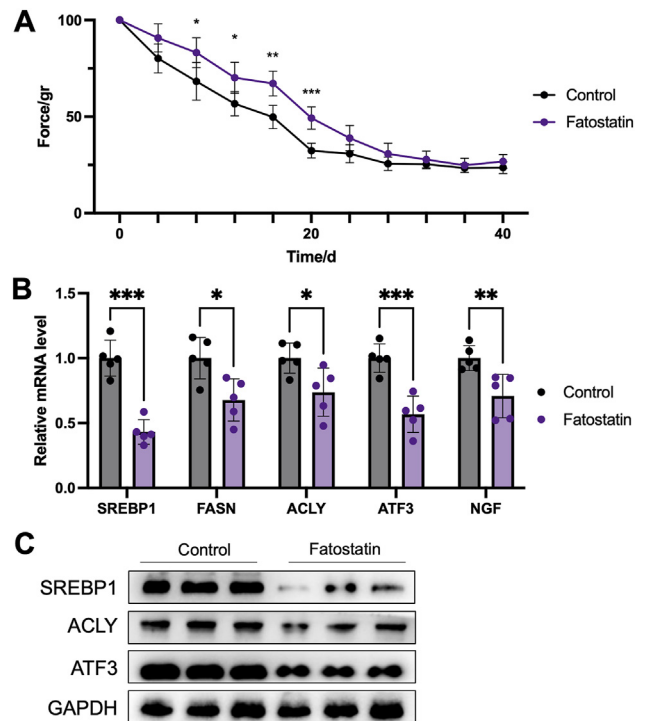 A
100
50
0
Force/gr
*
*
**
***
0
20
40
Time/d
Control
Fatostatin
B
1.5
1.0
0.5
0.0
Relative mRNA level
***
*
*
***
**
SREBP1
FASN
ACLY
ATF3
NGF
Control
Fatostatin
C
Control
Fatostatin
SREBP1
ACLY
ATF3
GAPDH